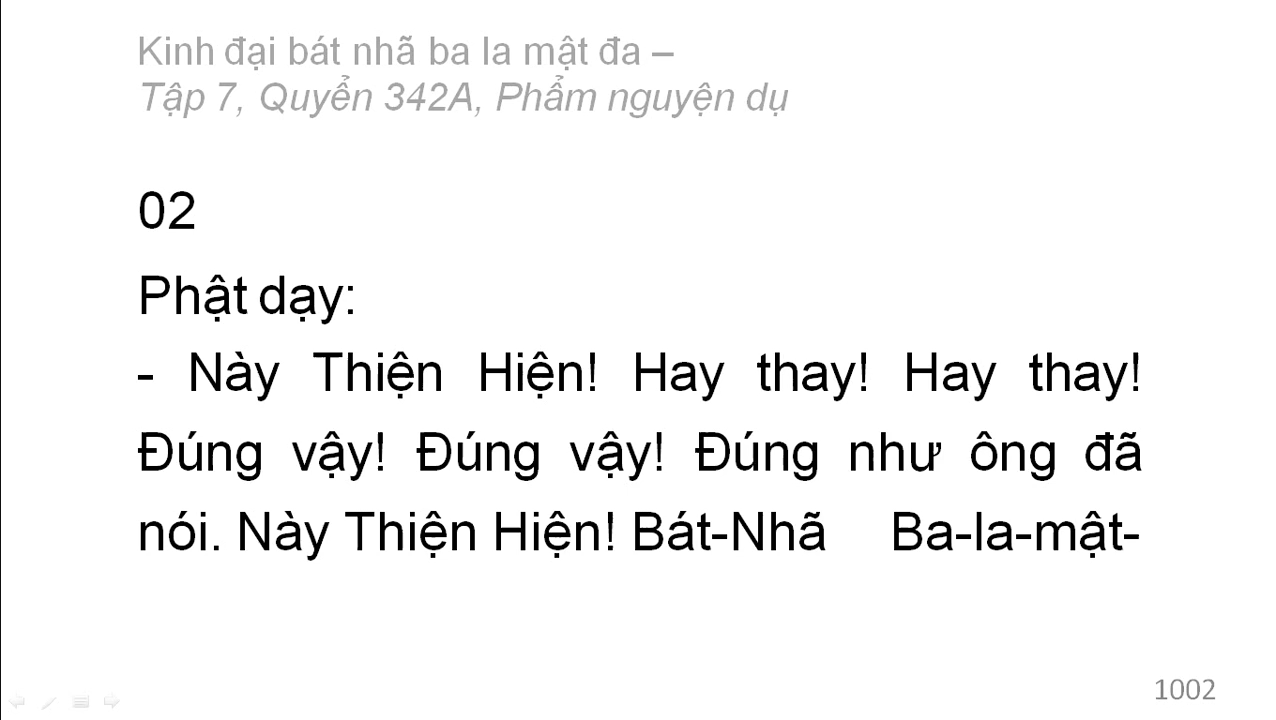 Kinh đại bát nhã ba la mật đa –
Tập 7, Quyển 342A, Phẩm nguyện dụ
02
Phật dạy:
- Này Thiện Hiện! Hay thay! Hay thay!
Đúng vậy! Đúng vậy! Đúng như ông đã
nói. Này Thiện Hiện! Bát-Nhã Ba-la-mật-
1002